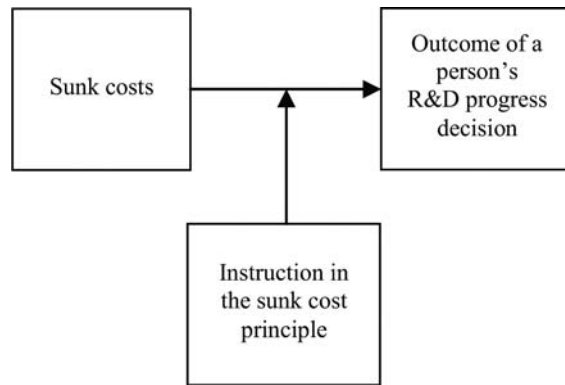 Sunk costs
Outcome of a
person’s
R&D progress
decision
Instruction in
the sunk cost
principle